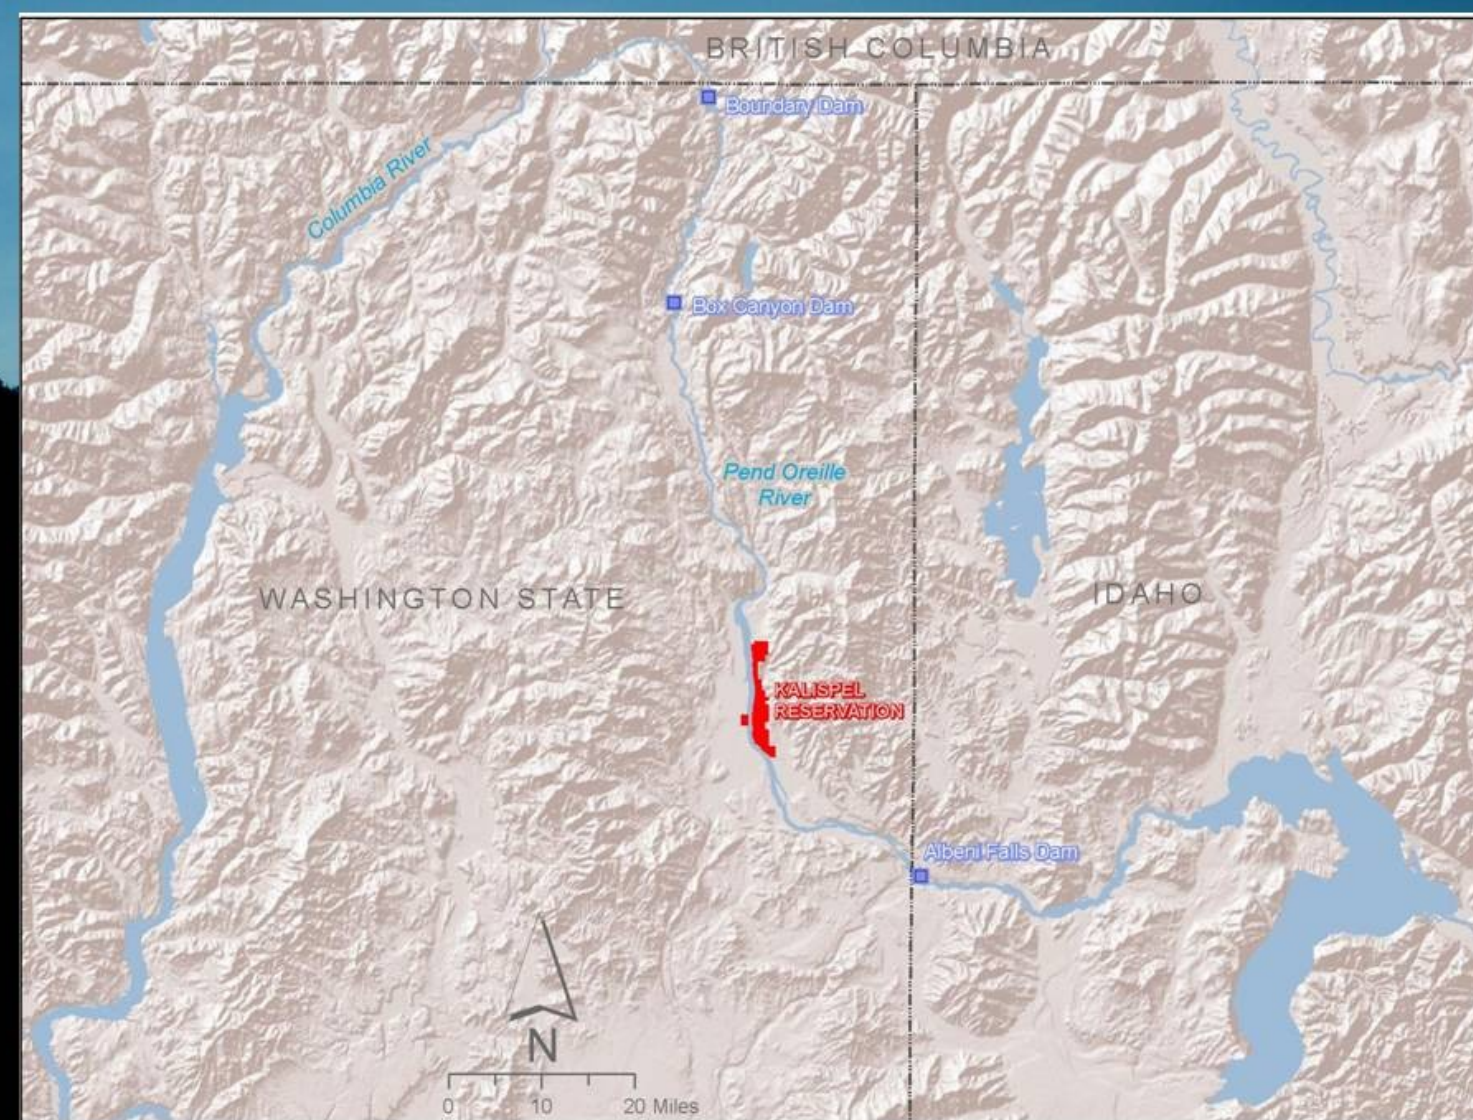 BRITISH COLUMBIA
Boundary Dam
Columbia River
Box Canyon Dam
Pend Oreille
River
WASHINGTON STATE
IDAHO
KALISPEL
RESERVATION
Albeni Falls Dam
N
0 10 20 Miles